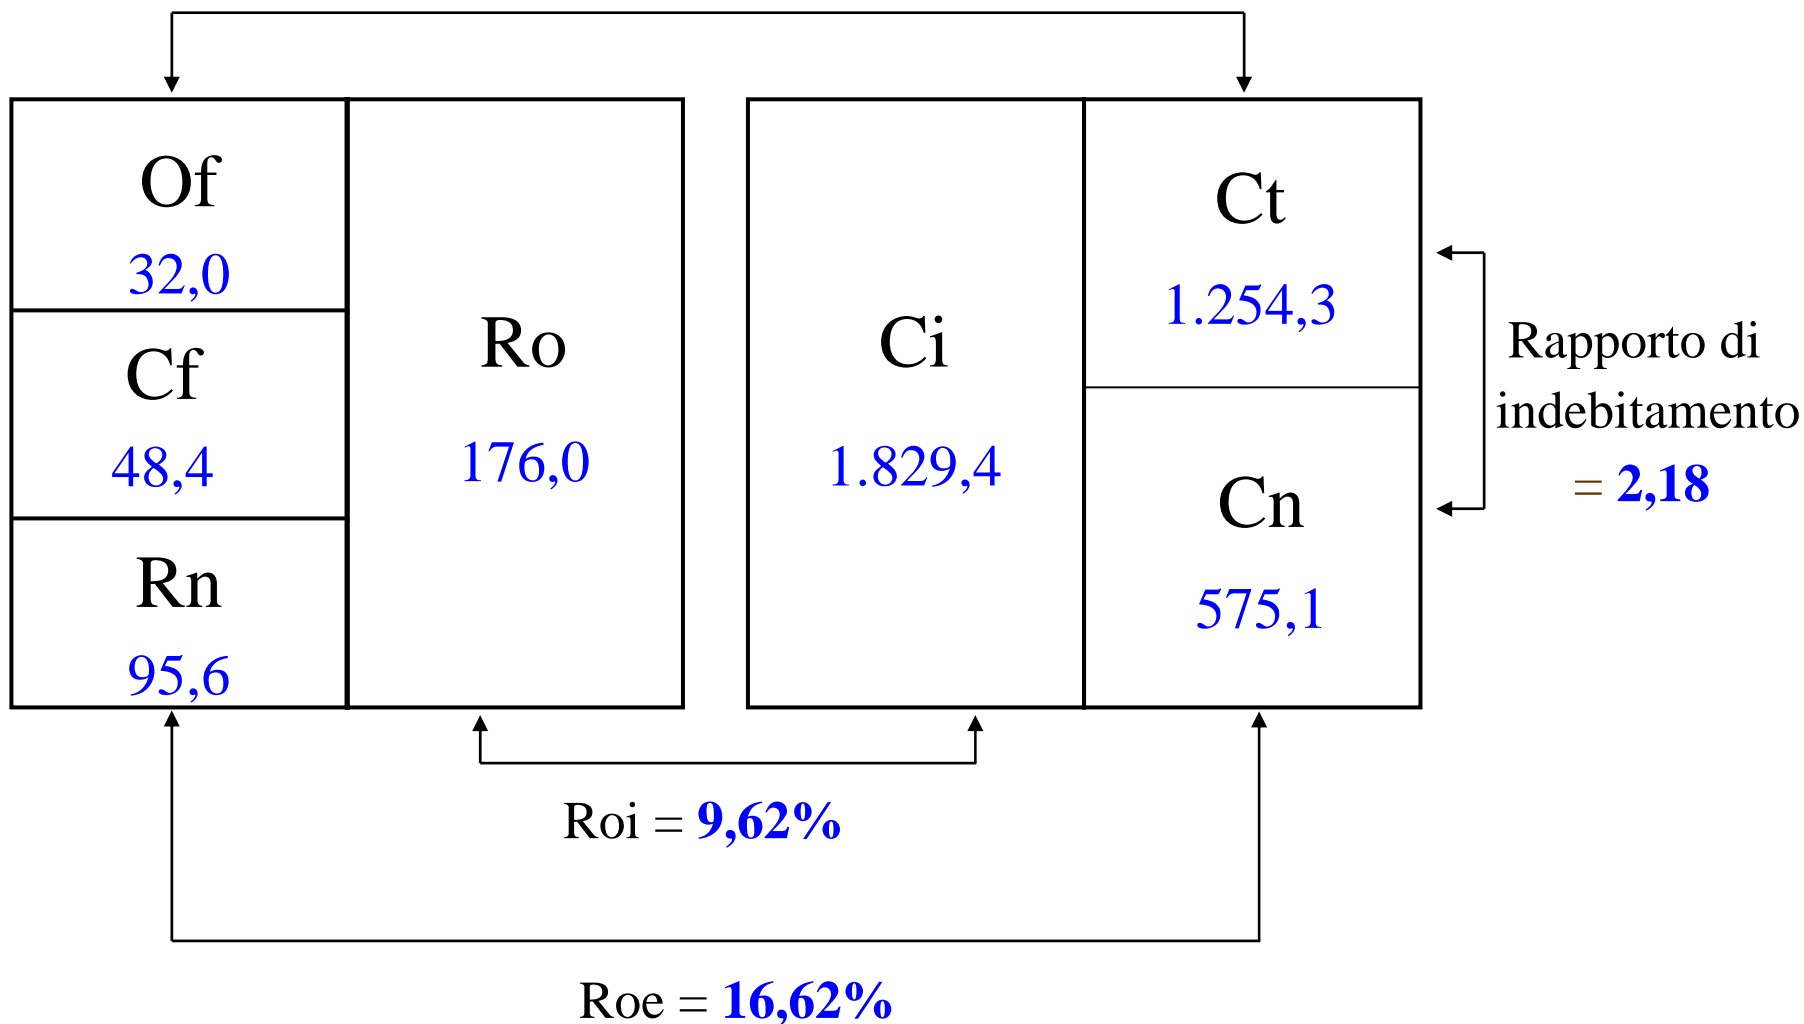 Of
32,0
Cf
48,4
Rn
95,6
Ro
176,0
Ci
1.829,4
Ct
1.254,3
Cn
575,1
Rapporto di
indebitamento
= 2,18
Roi = 9,62%
Roe = 16,62%